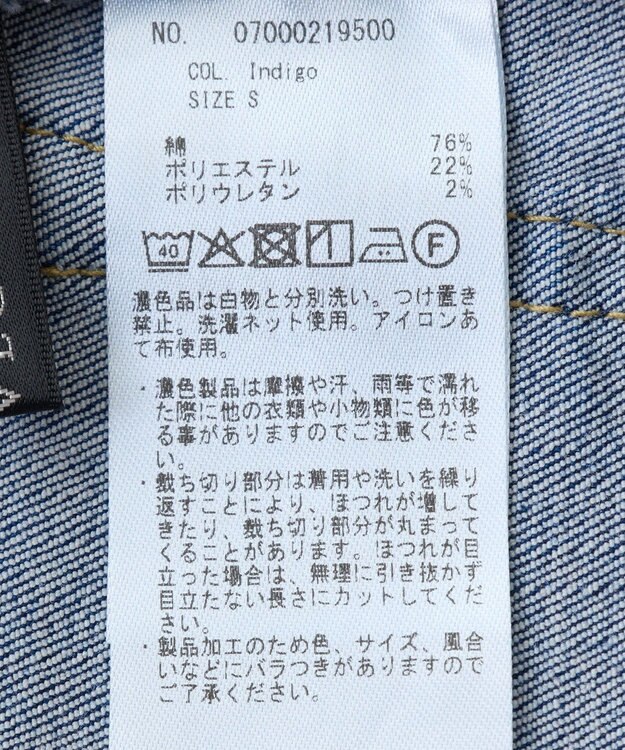 NO. 07000219500
COL. Indigo
SIZE S
綿 76%
ポリエステル 22%
ポリウレタン 2%
40
F
濃色品は白物と分別洗い。つけ置き
禁止。洗濯ネット使用。アイロンあ
て布使用。
・濃色製品は摩擦や汗、雨等で濡れ
た際に他の衣類や小物類に色が移
る事がありますのでご注意くださ
い。
・裁ち切り部分は着用や洗いを繰り
返すことにより、ほつれが増して
きたり、裁ち切り部分が丸まって
くることがあります。ほつれが目
立った場合は、無理に引き抜かず
目立たない長さにカットしてくだ
さい。
・製品加工のため色、サイズ、風合
いなどにバラつきがありますので
ご了承ください。